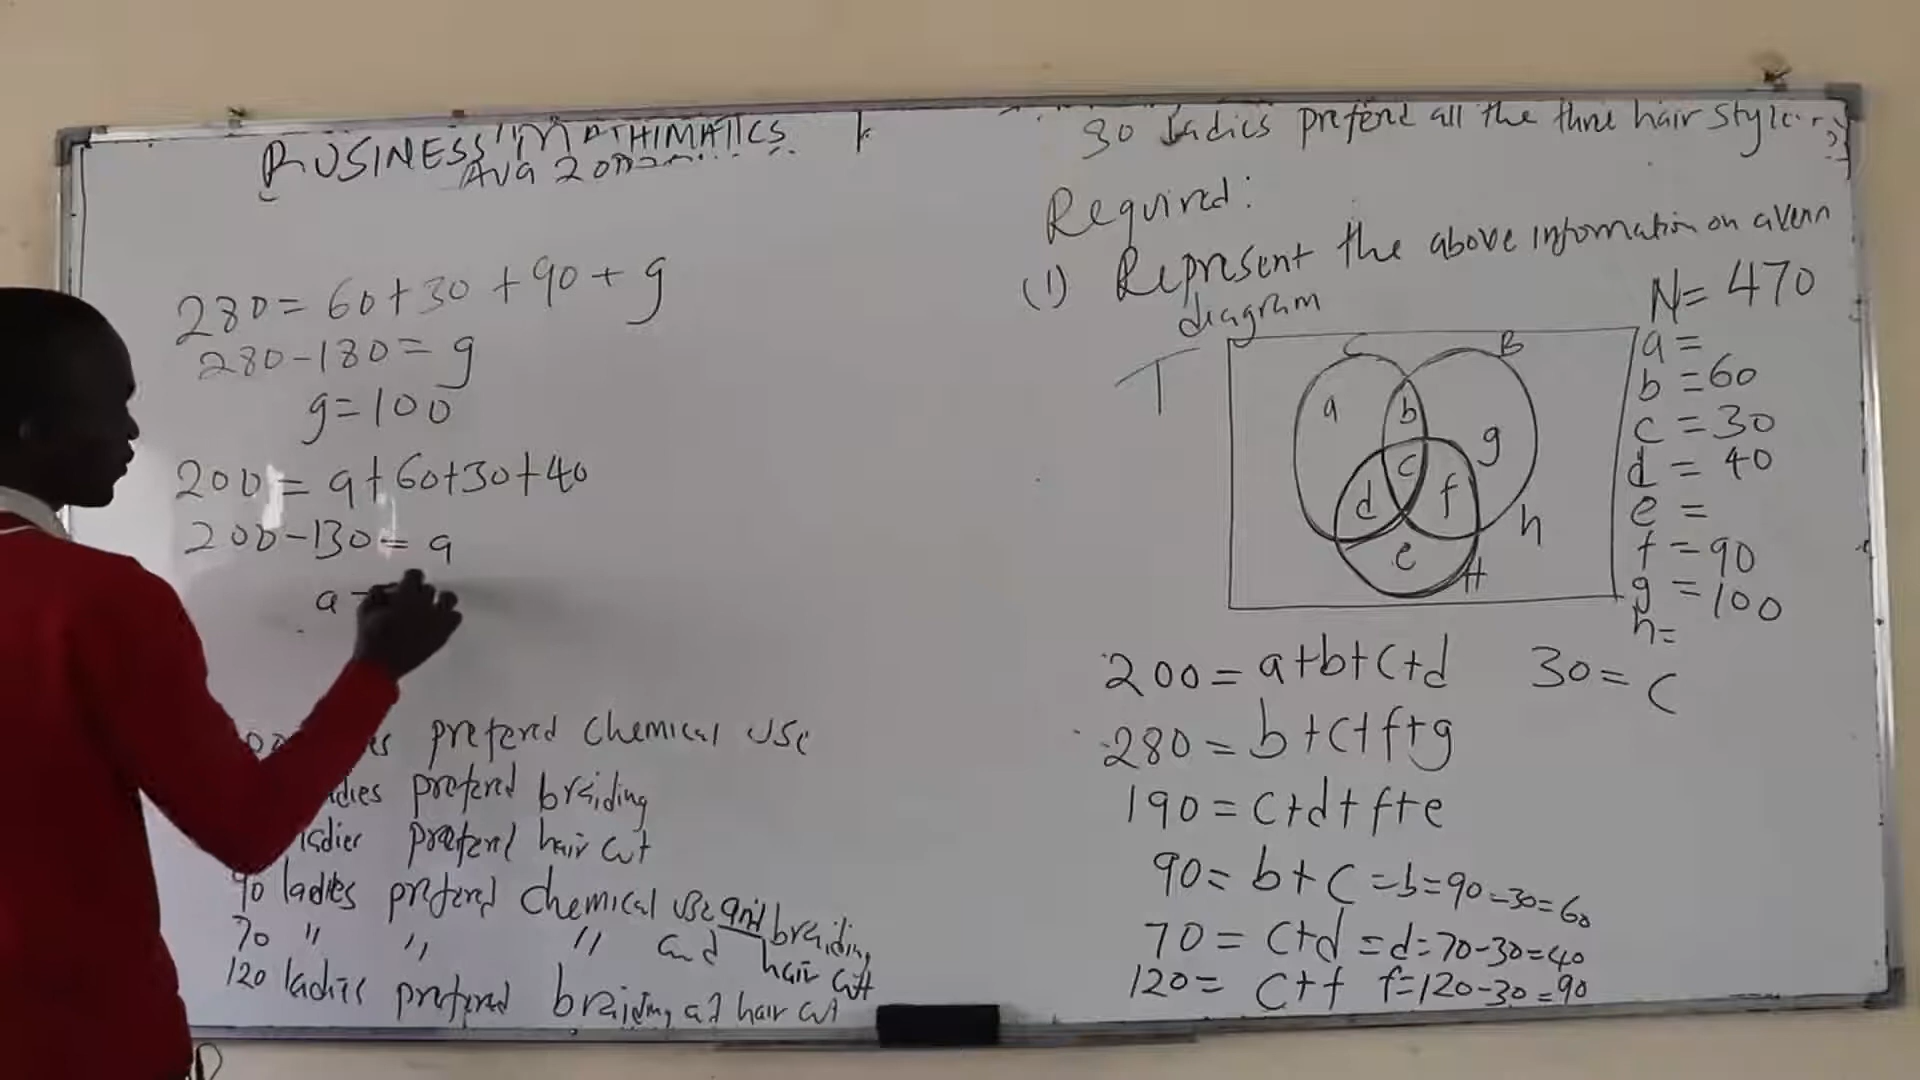 BUSINESS MATHIMATICS
280 = 60 + 30 + 90 + g
280 - 180 = g
g = 100
200 = a + 60 + 30 + 40
200 - 130 = a
a =
prefered chemical use
prefered braiding
prefered hair cut
90 ladies prefered chemical use and braiding
70 " " " and hair cut
120 ladies prefered braiding ad hair cut
30 ladies prefered all the three hair style
Required:
(1) Represent the above information on a venn
diagram
N = 470
T
C B
a b g
c
d f
e h
H
a =
b = 60
c = 30
d = 40
e =
f = 90
g = 100
h =
200 = a + b + c + d
30 = c
280 = b + c + f + g
190 = c + d + f + e
90 = b + c = b = 90 - 30 = 60
70 = c + d = d = 70 - 30 = 40
120 = c + f f = 120 - 30 = 90